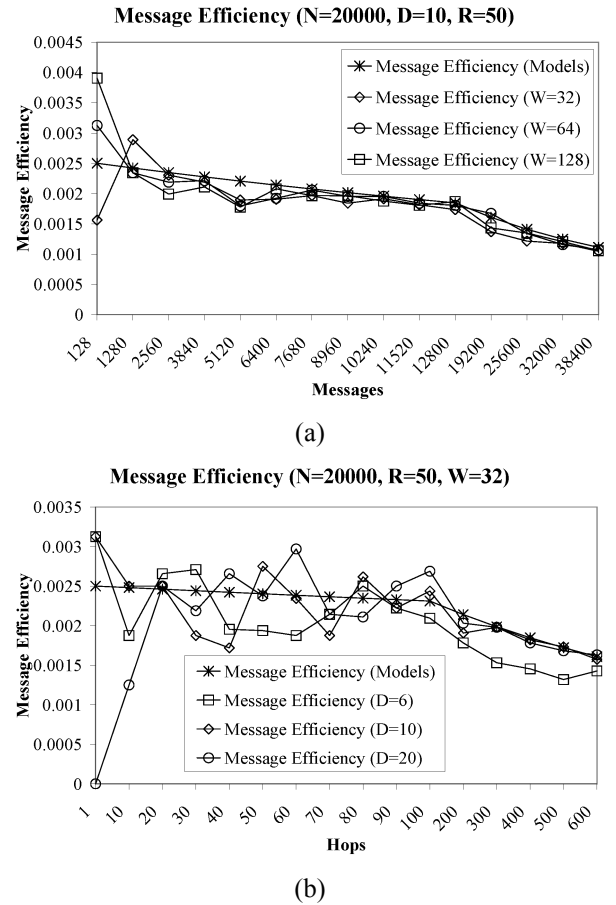 Message Efficiency (N=20000, D=10, R=50)
0.0045
0.004
0.0035
0.003
0.0025
0.002
0.0015
0.001
0.0005
0
Message Efficiency
Message Efficiency (Models)
Message Efficiency (W=32)
Message Efficiency (W=64)
Message Efficiency (W=128)
128 1280 2560 3840 5120 6400 7680 8960 10240 11520 12800 19200 25600 32000 38400
Messages
(a)
Message Efficiency (N=20000, R=50, W=32)
0.0035
0.003
0.0025
0.002
0.0015
0.001
0.0005
0
Message Efficiency
Message Efficiency (Models)
Message Efficiency (D=6)
Message Efficiency (D=10)
Message Efficiency (D=20)
1 10 20 30 40 50 60 70 80 90 100 200 300 400 500 600
Hops
(b)